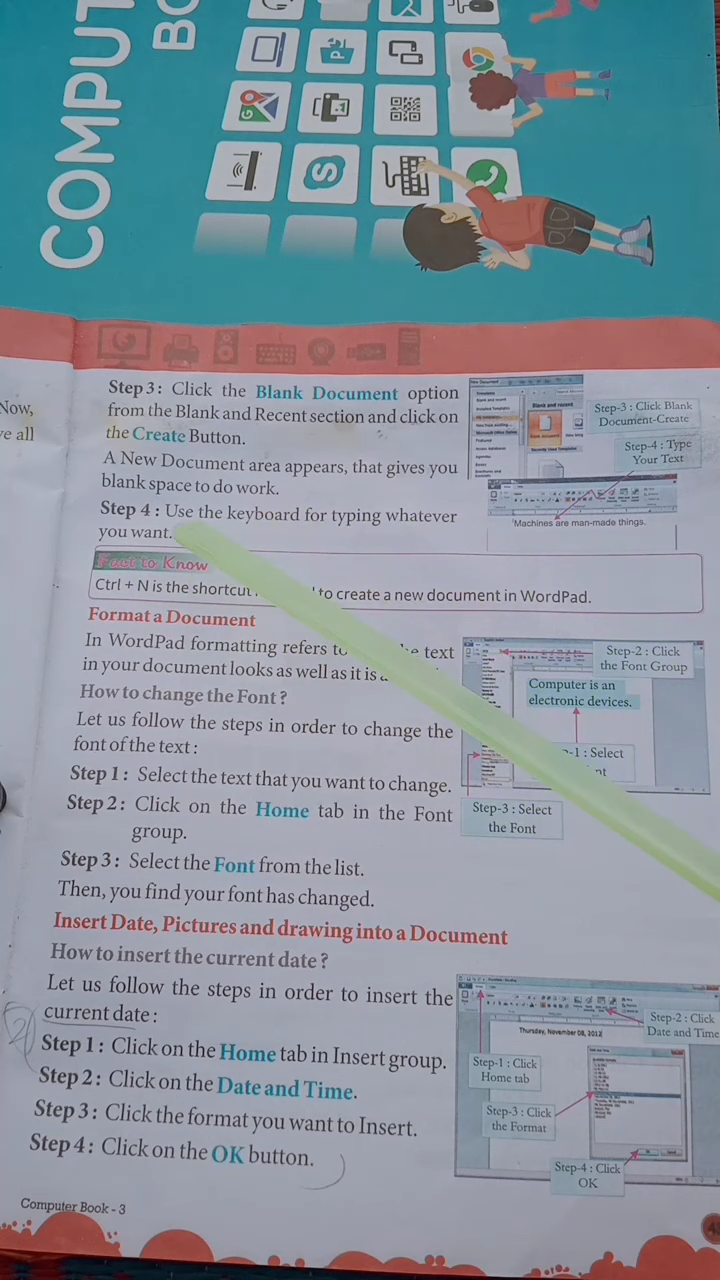 COMPUT
BO
Now,
ve all
Step 3: Click the Blank Document option
from the Blank and Recent section and click on
the Create Button.
A New Document area appears, that gives you
blank space to do work.
Step 4 : Use the keyboard for typing whatever
you want.
Step-3 : Click Blank
Document-Create
Step-4 : Type
Your Text
Machines are man-made things.
Fact to Know
Ctrl + N is the shortcut to create a new document in WordPad.
Format a Document
In WordPad formatting refers to text
in your document looks as well as it is
How to change the Font ?
Let us follow the steps in order to change the
font of the text :
Step 1: Select the text that you want to change.
Step 2: Click on the Home tab in the Font
group.
Step 3: Select the Font from the list.
Then, you find your font has changed.
Step-2 : Click
the Font Group
Computer is an
electronic devices.
-1 : Select
Step-3 : Select
the Font
Insert Date, Pictures and drawing into a Document
How to insert the current date ?
Let us follow the steps in order to insert the
current date :
Step 1: Click on the Home tab in Insert group.
Step 2: Click on the Date and Time.
Step 3: Click the format you want to Insert.
Step 4: Click on the OK button.
Thursday, November 08, 2012
Step-2 : Click
Date and Time
Step-1 : Click
Home tab
Step-3 : Click
the Format
Step-4 : Click
OK
Computer Book - 3